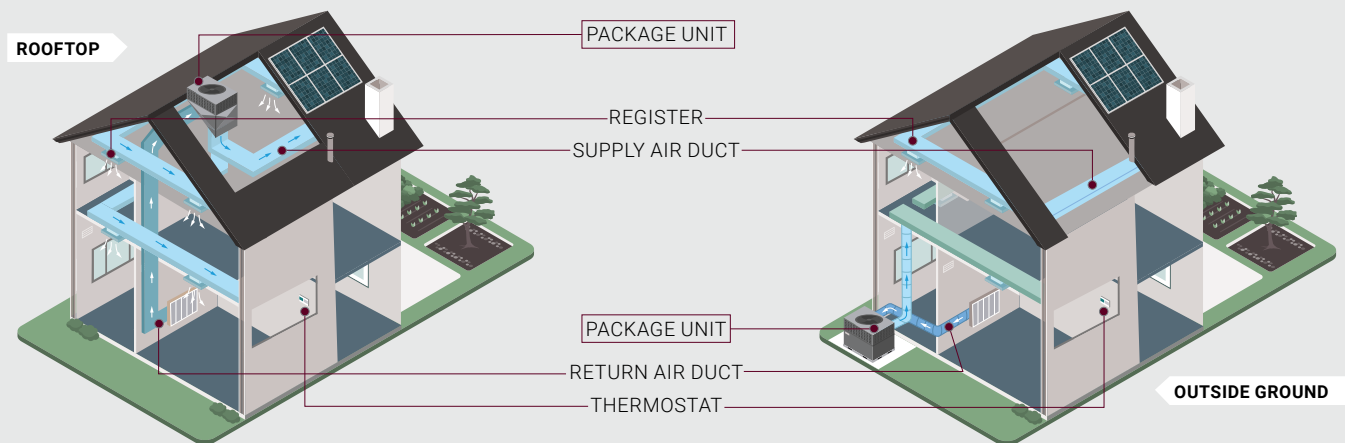 ROOFTOP
PACKAGE UNIT
REGISTER
SUPPLY AIR DUCT
PACKAGE UNIT
RETURN AIR DUCT
THERMOSTAT
OUTSIDE GROUND